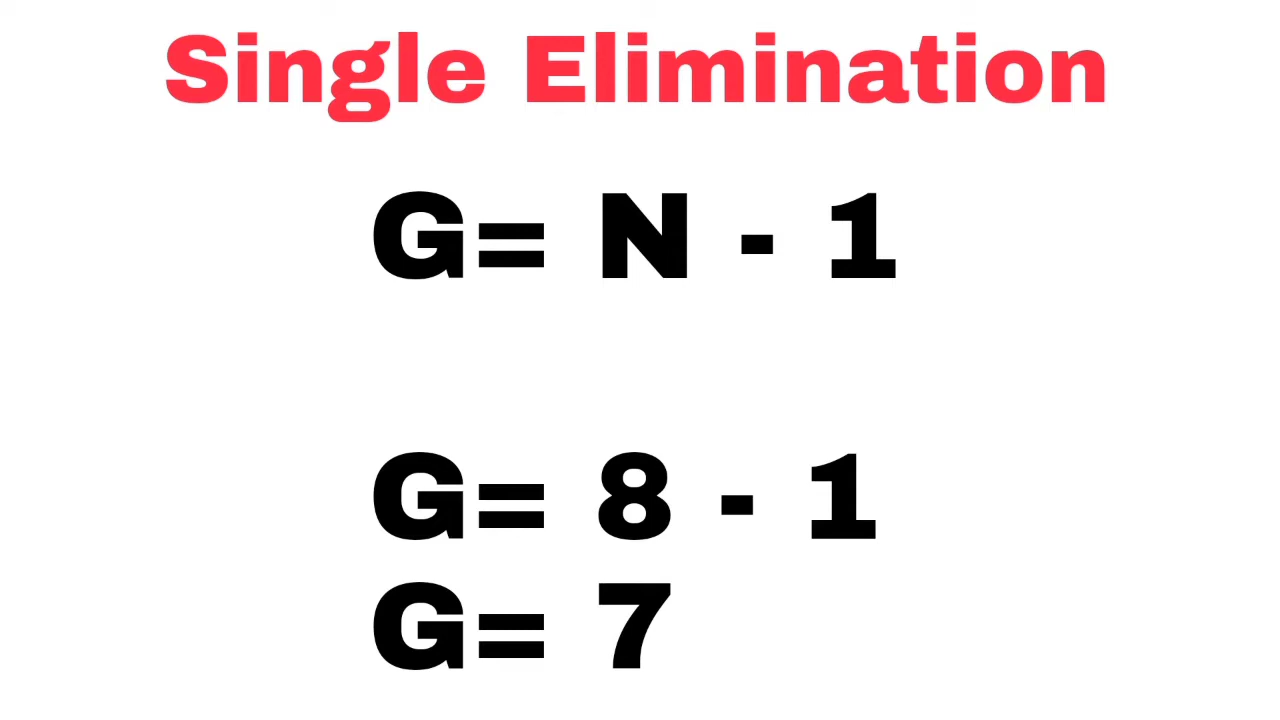 Single Elimination
G= N - 1
G= 8 - 1
G= 7